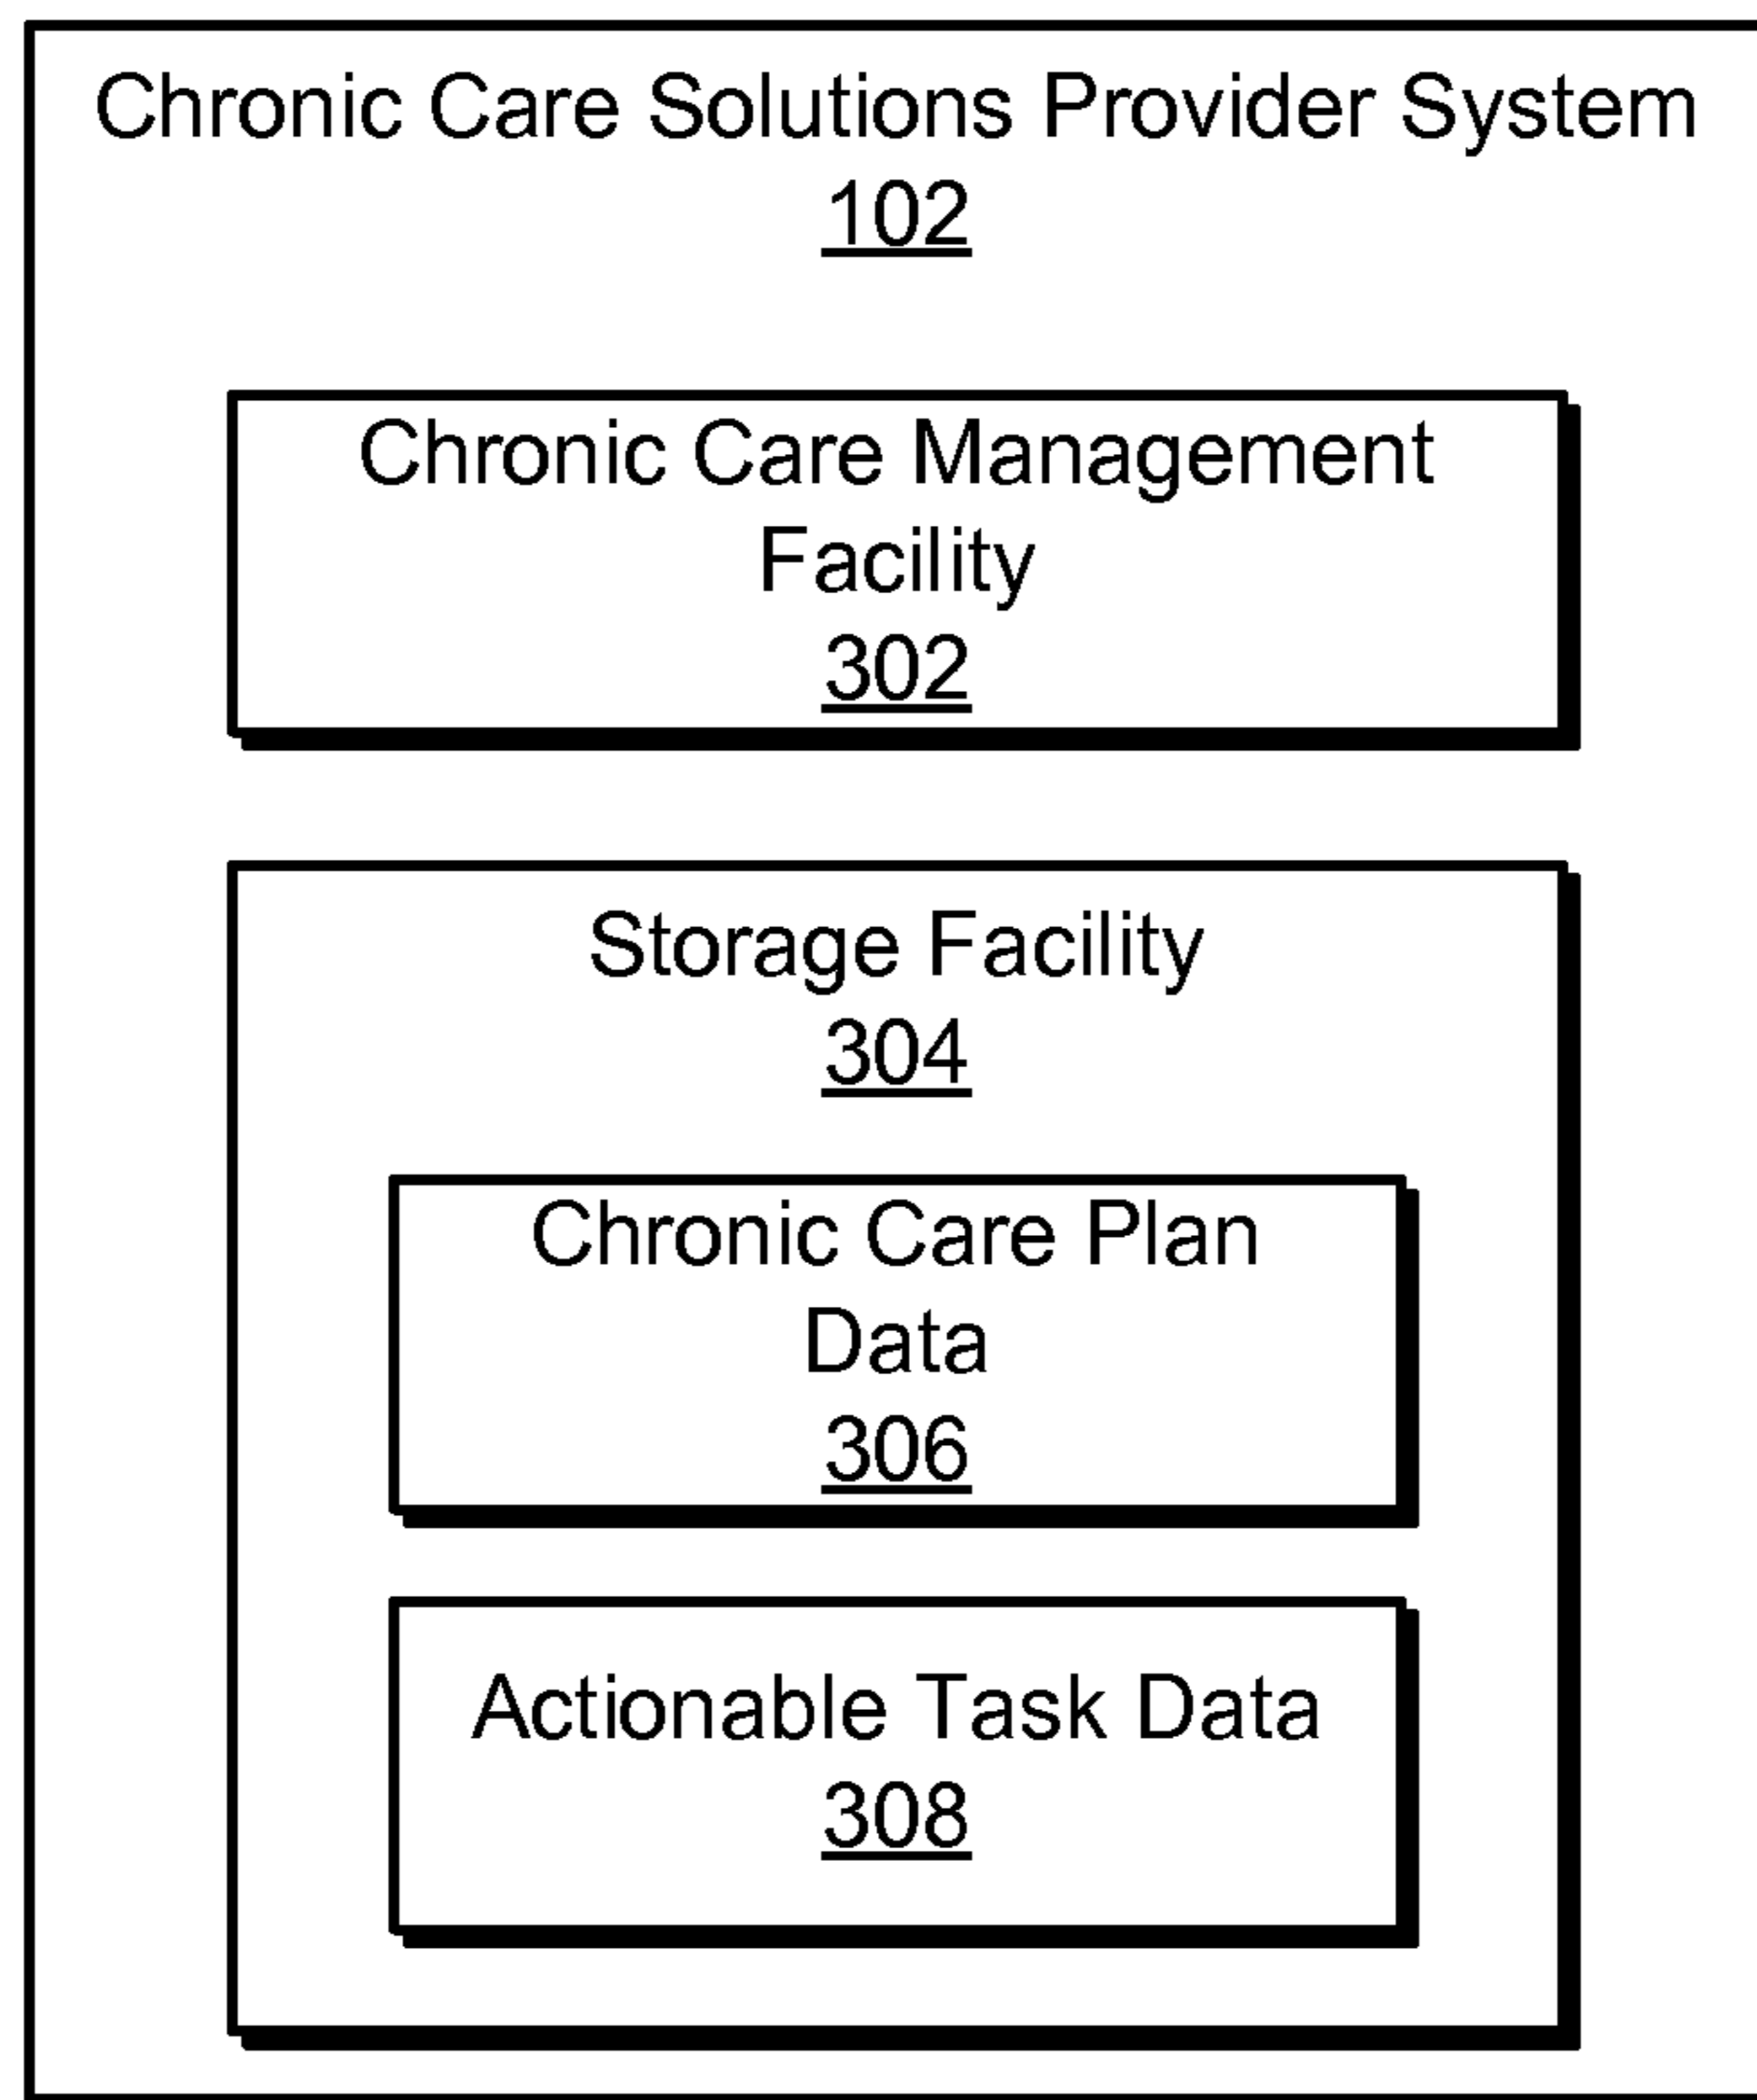 Chronic Care Solutions Provider System
102
Chronic Care Management
Facility
302
Storage Facility
304
Chronic Care Plan
Data
306
Actionable Task Data
308